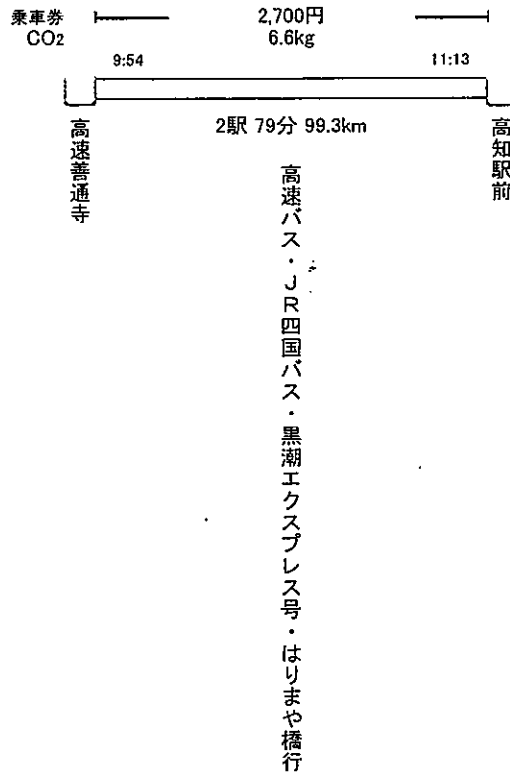 乗車券 2,700円
CO2 6.6kg
9:54 11:13
2駅 79分 99.3km
高速善通寺
高速バス・JR四国バス・黒潮エクスプレス号・はりまや橋行
高知駅前